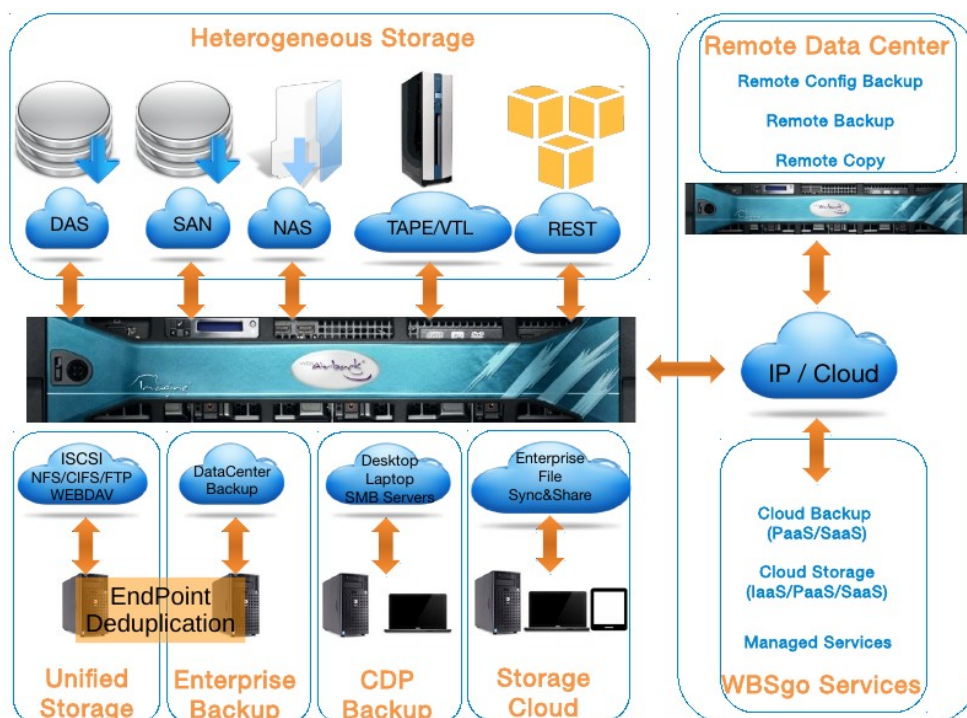 Heterogeneous Storage
DAS
SAN
NAS
TAPE/VTL
REST
Remote Data Center
Remote Config Backup
Remote Backup
Remote Copy
IP / Cloud
ISCSI
NFS/CIFS/FTP
WEBDAV
DataCenter
Backup
Desktop
Laptop
SMB Servers
Enterprise
File
Sync&Share
EndPoint
Deduplication
Unified
Storage
Enterprise
Backup
CDP
Backup
Storage
Cloud
Cloud Backup
(PaaS/SaaS)
Cloud Storage
(IaaS/PaaS/SaaS)
Managed Services
WBSgo Services